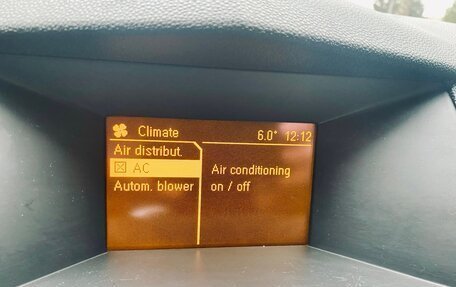 Climate 6.0° 12:12
Air distribut.
AC
Autom. blower
Air conditioning
on / off